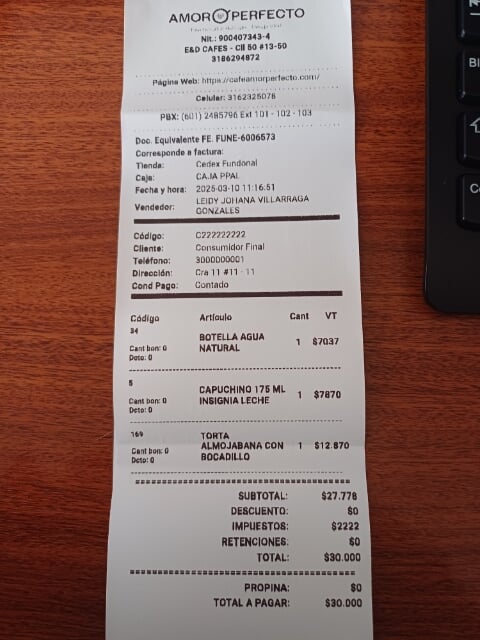 AMOR PERFECTO
Nit.: 900407343-4
E&D CAFES - Cll 50 #13-50
3186294872
Página Web: https://cafeamorperfecto.com/
Celular: 3162325076
PBX: (601) 2485796 Ext 101 - 102 - 103
Doc. Equivalente FE. FUNE-6006573
Corresponde a factura:
Tienda: Cedex Fundonal
Caja: CAJA PPAL
Fecha y hora: 2025-03-10 11:16:51
Vendedor: LEIDY JOHANA VILLARRAGA
GONZALES
Código: C222222222
Cliente: Consumidor Final
Teléfono: 3000000001
Dirección: Cra 11 #11 - 11
Cond Pago: Contado
Código Artículo Cant VT
34
BOTELLA AGUA
NATURAL 1 $7037
Cant bon: 0
Dcto: 0
5
CAPUCHINO 175 ML
INSIGNIA LECHE 1 $7870
Cant bon: 0
Dcto: 0
169
TORTA
ALMOJABANA CON
BOCADILLO 1 $12.870
Cant bon: 0
Dcto: 0
SUBTOTAL: $27.778
DESCUENTO: $0
IMPUESTOS: $2222
RETENCIONES: $0
TOTAL: $30.000
PROPINA: $0
TOTAL A PAGAR: $30.000